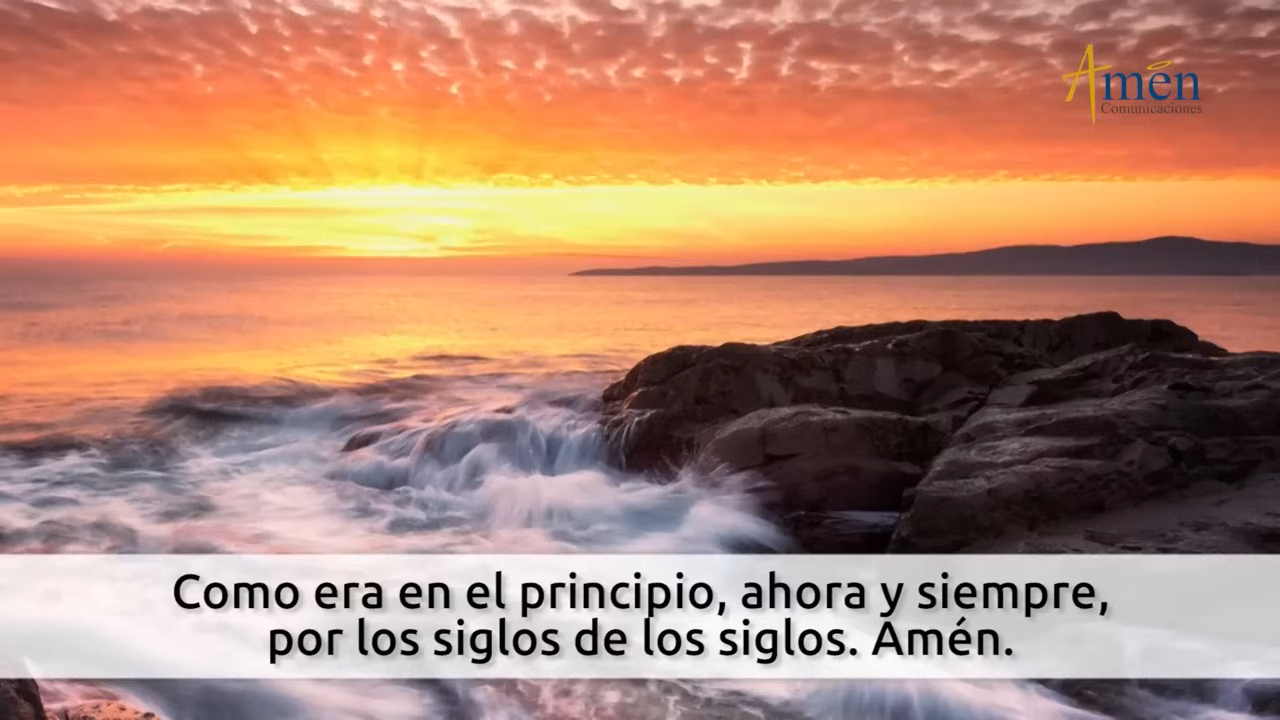 Amén
Comunicaciones
Como era en el principio, ahora y siempre,
por los siglos de los siglos. Amén.